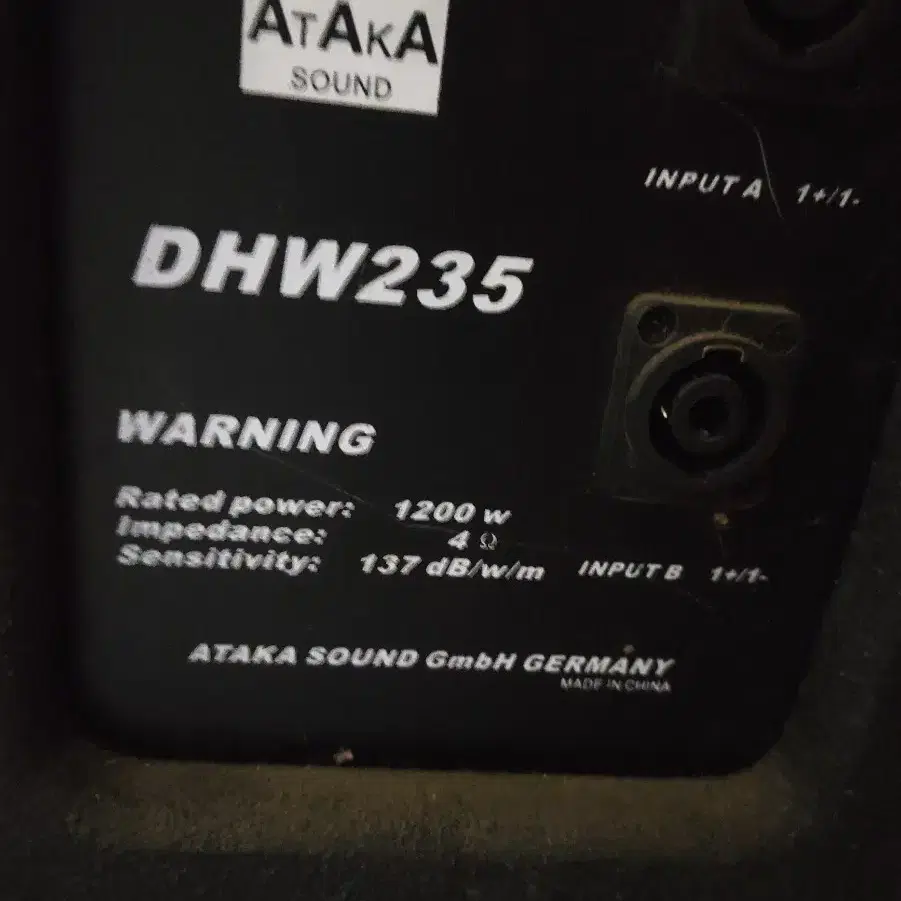 ATAKA
SOUND
INPUT A 1+/1-
DHW235
WARNING
Rated power: 1200 w
Impedance: 4 Ω
Sensitivity: 137 dB/w/m
INPUT B 1+/1-
ATAKA SOUND GmbH GERMANY
MADE IN CHINA